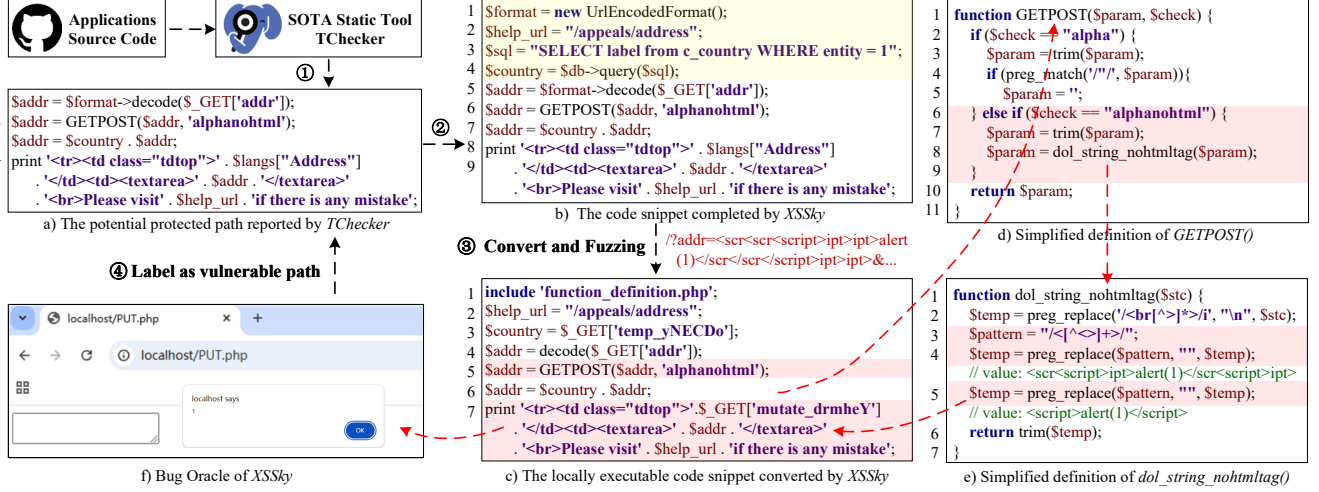 Applications
Source Code
SOTA Static Tool
TChecker
①
$addr = $format->decode($_GET['addr']);
$addr = GETPOST($addr, 'alphanohtml');
$addr = $country . $addr;
print '<tr><td class="tdtop">' . $langs["Address"]
. '</td><td><textarea>' . $addr . '</textarea>'
. '<br>Please visit' . $help_url . 'if there is any mistake';
a) The potential protected path reported by TChecker
②
1 $format = new UrlEncodedFormat();
2 $help_url = "/appeals/address";
3 $sql = "SELECT label from c_country WHERE entity = 1";
4 $country = $db->query($sql);
5 $addr = $format->decode($_GET['addr']);
6 $addr = GETPOST($addr, 'alphanohtml');
7 $addr = $country . $addr;
8 print '<tr><td class="tdtop">' . $langs["Address"]
9 . '</td><td><textarea>' . $addr . '</textarea>'
. '<br>Please visit' . $help_url . 'if there is any mistake';
b) The code snippet completed by XSSky
③ Convert and Fuzzing
/?addr=<scr<scr<script>ipt>ipt>alert
(1)</scr</scr</script>ipt>ipt>&...
1 include 'function_definition.php';
2 $help_url = "/appeals/address";
3 $country = $_GET['temp_yNECDo'];
4 $addr = decode($_GET['addr']);
5 $addr = GETPOST($addr, 'alphanohtml');
6 $addr = $country . $addr;
7 print '<tr><td class="tdtop">'.$_GET['mutate_drmheY']
. '</td><td><textarea>' . $addr . '</textarea>'
. '<br>Please visit' . $help_url . 'if there is any mistake';
c) The locally executable code snippet converted by XSSky
1 function GETPOST($param, $check) {
2 if ($check == "alpha") {
3 $param = trim($param);
4 if (preg_match('/"/', $param)){
5 $param = '';
6 } else if ($check == "alphanohtml") {
7 $param = trim($param);
8 $param = dol_string_nohtmltag($param);
9 }
10 return $param;
11 }
d) Simplified definition of GETPOST()
1 function dol_string_nohtmltag($stc) {
2 $temp = preg_replace('/<br[^>]*>/i', "\n", $stc);
3 $pattern = "/<[^<>]+>/";
4 $temp = preg_replace($pattern, "", $temp);
// value: <scr<script>ipt>alert(1)</scr<script>ipt>
5 $temp = preg_replace($pattern, "", $temp);
// value: <script>alert(1)</script>
6 return trim($temp);
7 }
e) Simplified definition of dol_string_nohtmltag()
④ Label as vulnerable path
localhost/PUT.php
localhost/PUT.php
localhost says
1
OK
f) Bug Oracle of XSSky